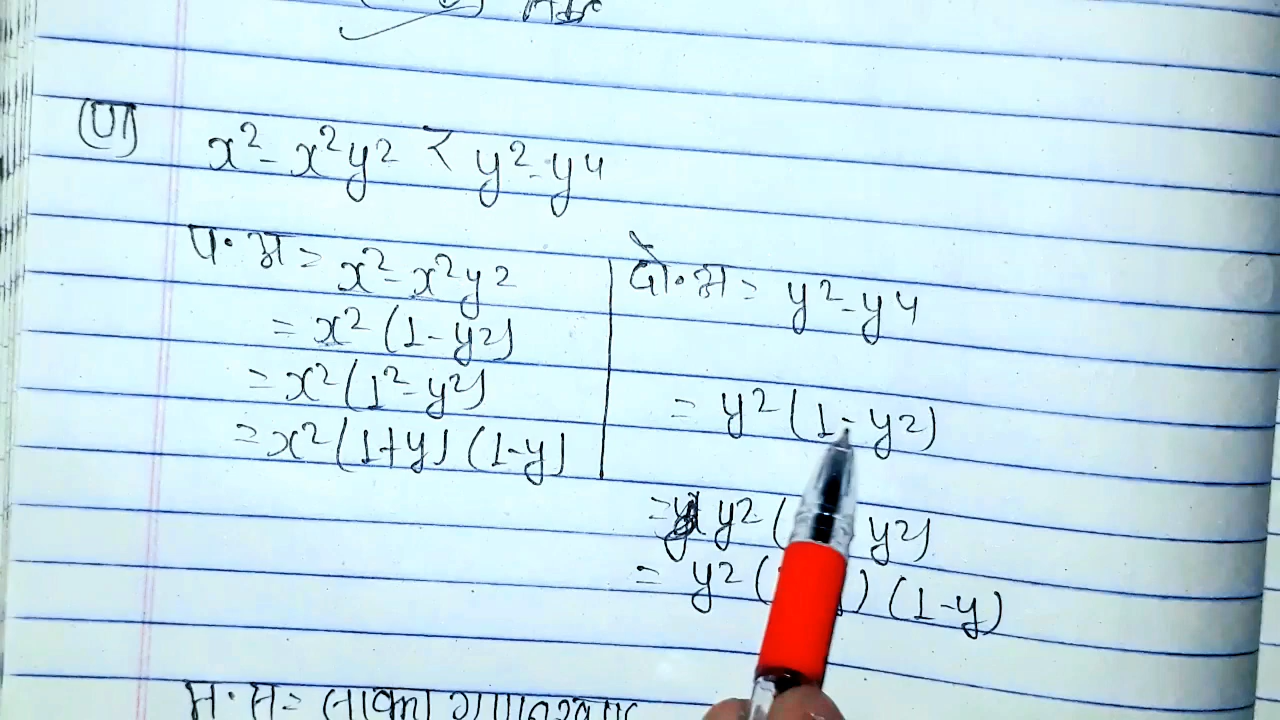 (ण) x² - x²y² र y² - y⁴
प. अ = x² - x²y²
= x² (1 - y²)
= x² (1² - y²)
= x² (1+y) (1-y)
दो. अ = y² - y⁴
= y² (1 - y²)
= y² ( y²)
= y² ( ) (1-y)
म. स =